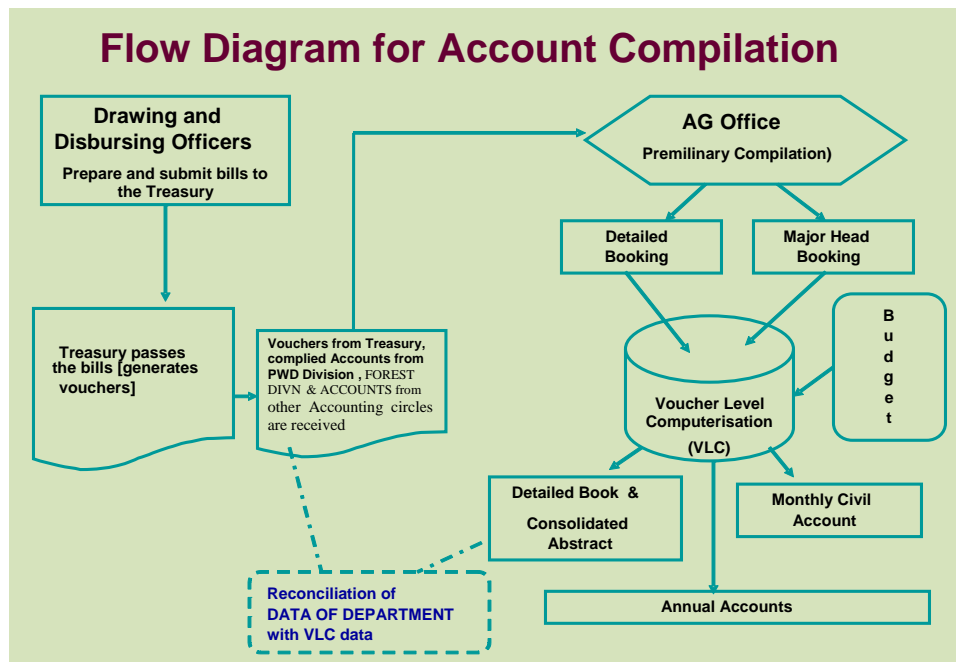 Flow Diagram for Account Compilation
Drawing and
Disbursing Officers
Prepare and submit bills to
the Treasury
AG Office
Premilinary Compilation)
Detailed
Booking
Major Head
Booking
Treasury passes
the bills [generates
vouchers]
Vouchers from Treasury,
complied Accounts from
PWD Division , FOREST
DIVN & ACCOUNTS from
other Accounting circles
are received
B
u
d
g
e
t
Voucher Level
Computerisation
(VLC)
Detailed Book &
Consolidated
Abstract
Monthly Civil
Account
Reconciliation of
DATA OF DEPARTMENT
with VLC data
Annual Accounts